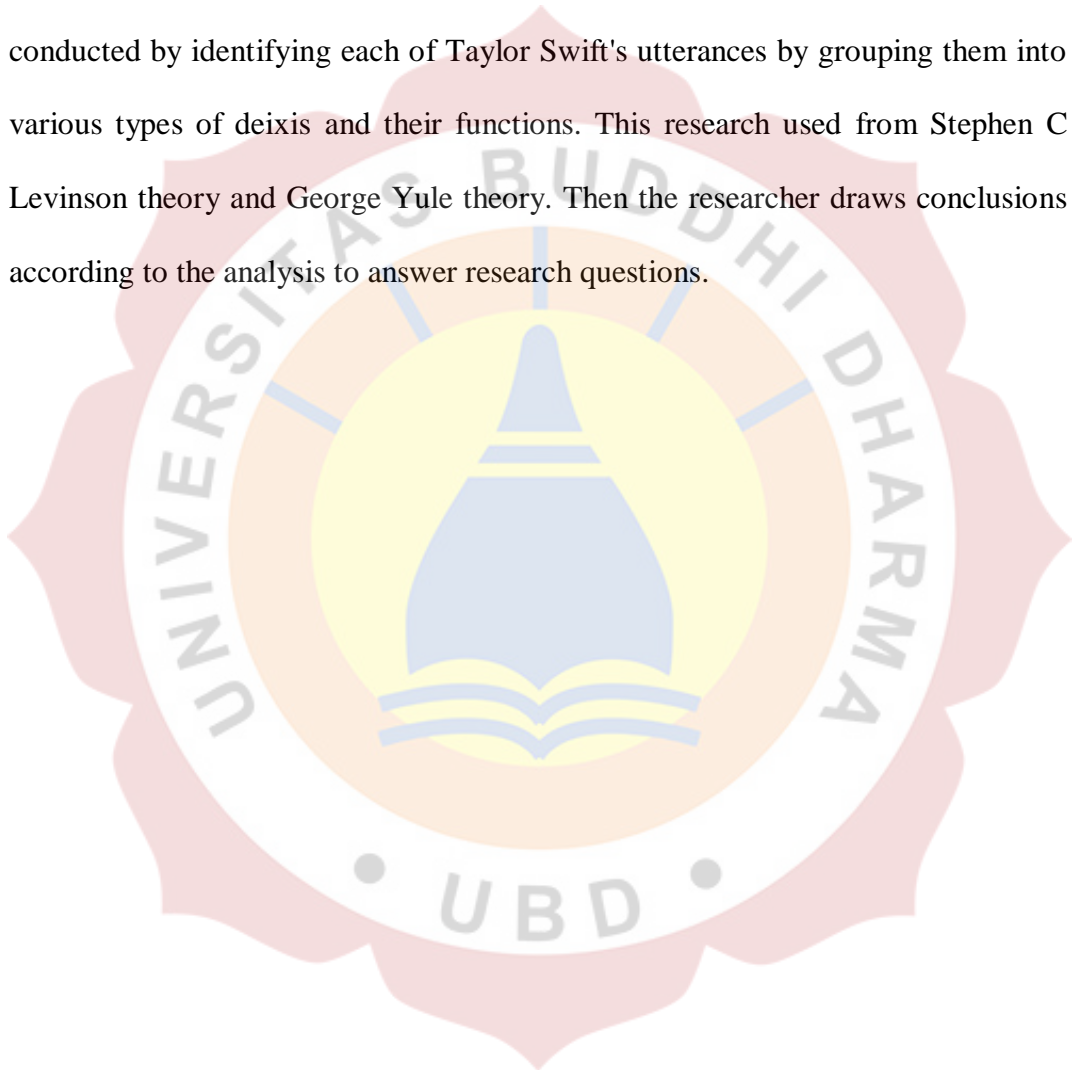 conducted by identifying each of Taylor Swift's utterances by grouping them into
various types of deixis and their functions. This research used from Stephen C
Levinson theory and George Yule theory. Then the researcher draws conclusions
according to the analysis to answer research questions.
UNIVERSITAS BUDDHI DHARMA
• UBD •